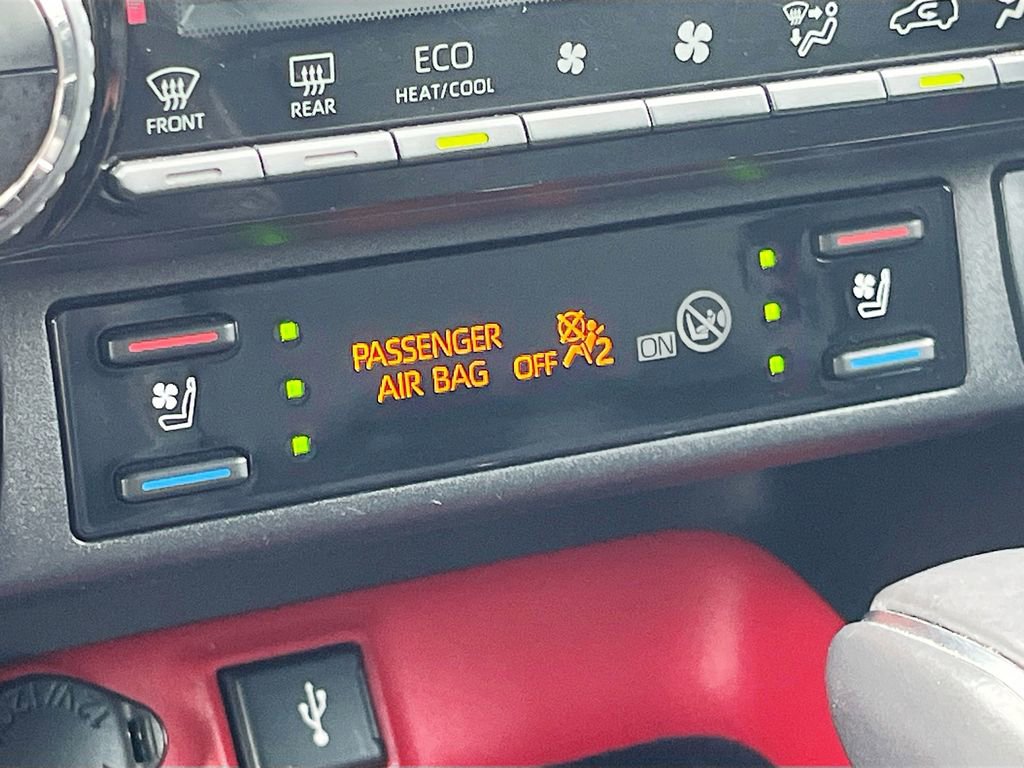 FRONT
REAR
ECO
HEAT/COOL
PASSENGER
AIR BAG
OFF
2
ON